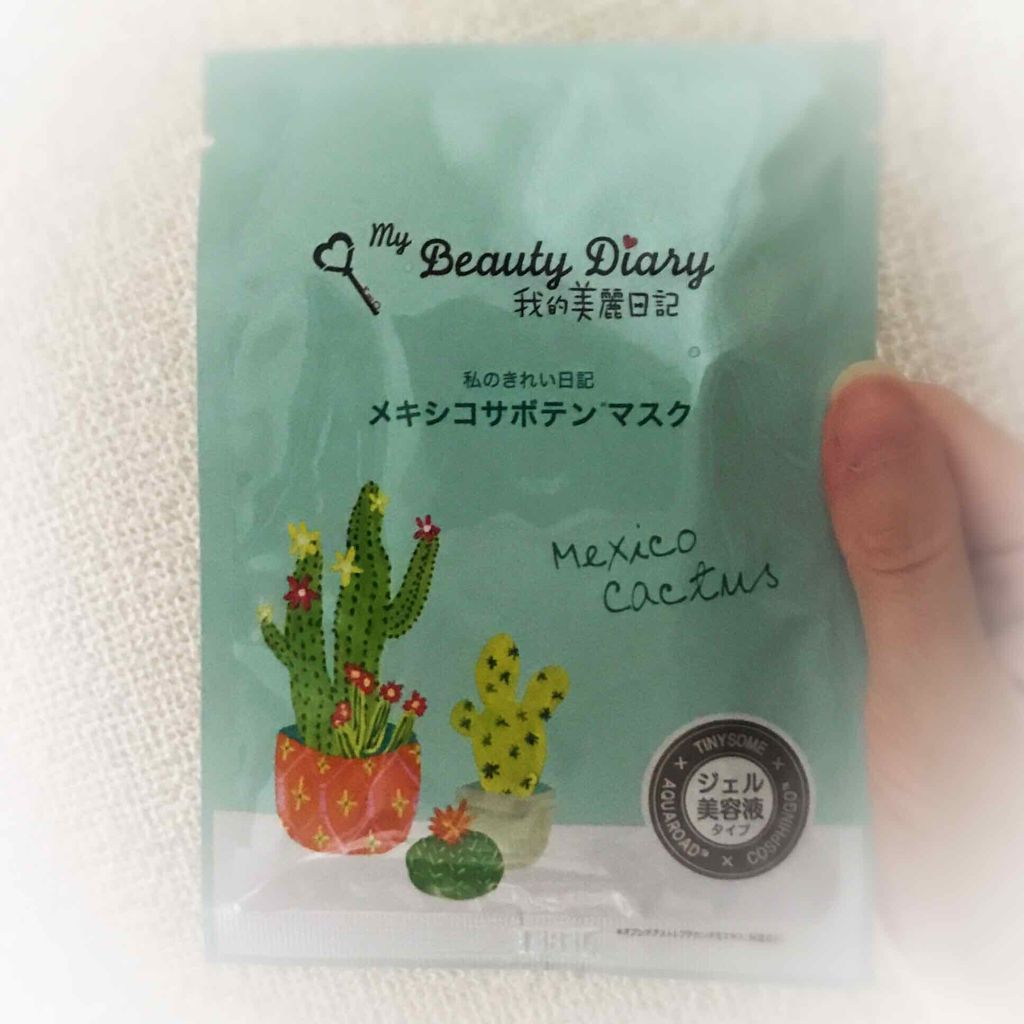 My
Beauty Diary
我的美麗日記
私のきれい日記
メキシコサボテン*マスク
Mexico
cactus
TINYSOME × COSPHINGO® × AQUAROAD® ×
ジェル
美容液
タイプ